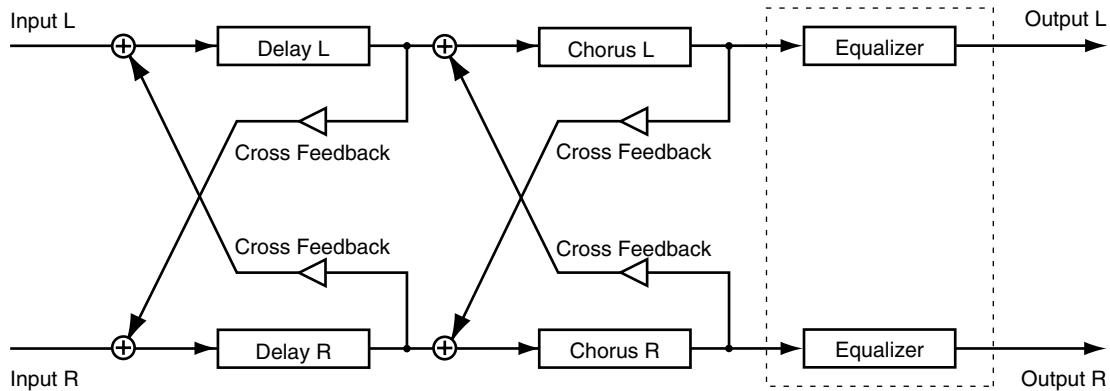 Input L
Output L
Delay L
Chorus L
Equalizer
Cross Feedback
Cross Feedback
Cross Feedback
Cross Feedback
Delay R
Chorus R
Equalizer
Input R
Output R